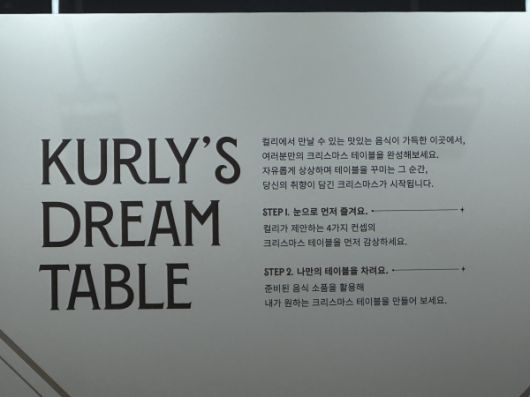 KURLY'S
DREAM
TABLE
컬리에서 만날 수 있는 맛있는 음식이 가득한 이곳에서,
여러분만의 크리스마스 테이블을 완성해보세요.
자유롭게 상상하며 테이블을 꾸미는 그 순간,
당신의 취향이 담긴 크리스마스가 시작됩니다.
STEP 1. 눈으로 먼저 즐겨요.
컬리가 제안하는 4가지 컨셉의
크리스마스 테이블을 먼저 감상하세요.
STEP 2. 나만의 테이블을 차려요.
준비된 음식 소품을 활용해
내가 원하는 크리스마스 테이블을 만들어 보세요.